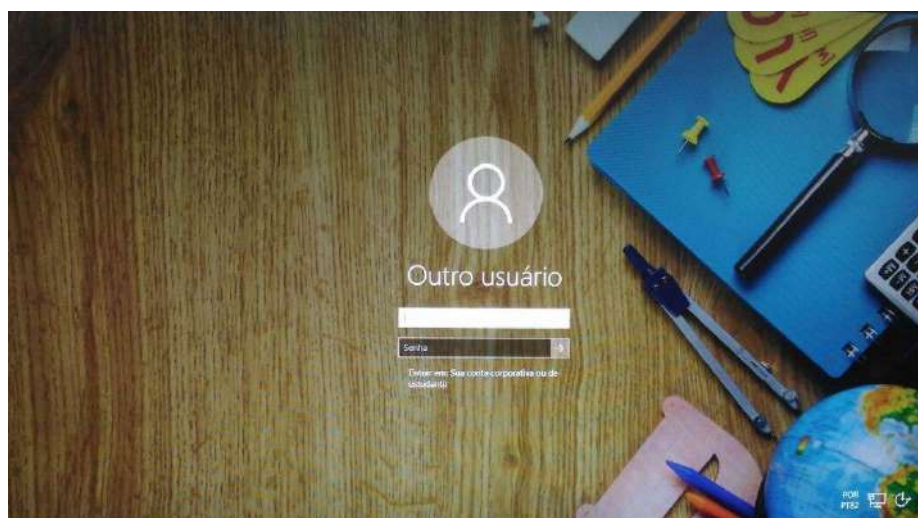 Outro usuário
Senha
Entrar em: Sua conta corporativa ou de
estudante
POR
PTB2